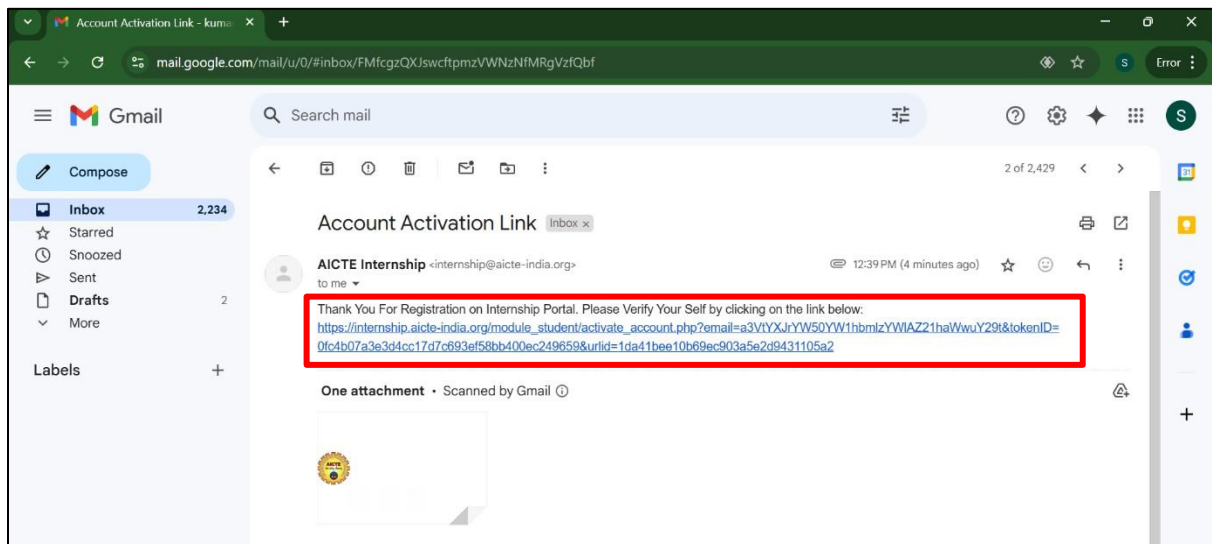 Account Activation Link - kuma
mail.google.com/mail/u/0/#inbox/FMfcgzQXJswcftpmzVWNzNfMRgVzfQbf
S
Error
Gmail
Search mail
S
Compose
2 of 2,429
31
Inbox 2,234
Starred
Snoozed
Sent
Drafts 2
More
Labels
Account Activation Link Inbox x
AICTE Internship <internship@aicte-india.org> 12:39 PM (4 minutes ago)
to me
Thank You For Registration on Internship Portal. Please Verify Your Self by clicking on the link below:
https://internship.aicte-india.org/module_student/activate_account.php?email=a3VtYXJrYW50YW1hbmlzYWlAZ21haWwuY29t&tokenID=
0fc4b07a3e3d4cc17d7c693ef58bb400ec249659&urlid=1da41bee10b69ec903a5e2d9431105a2
One attachment • Scanned by Gmail
AICTE